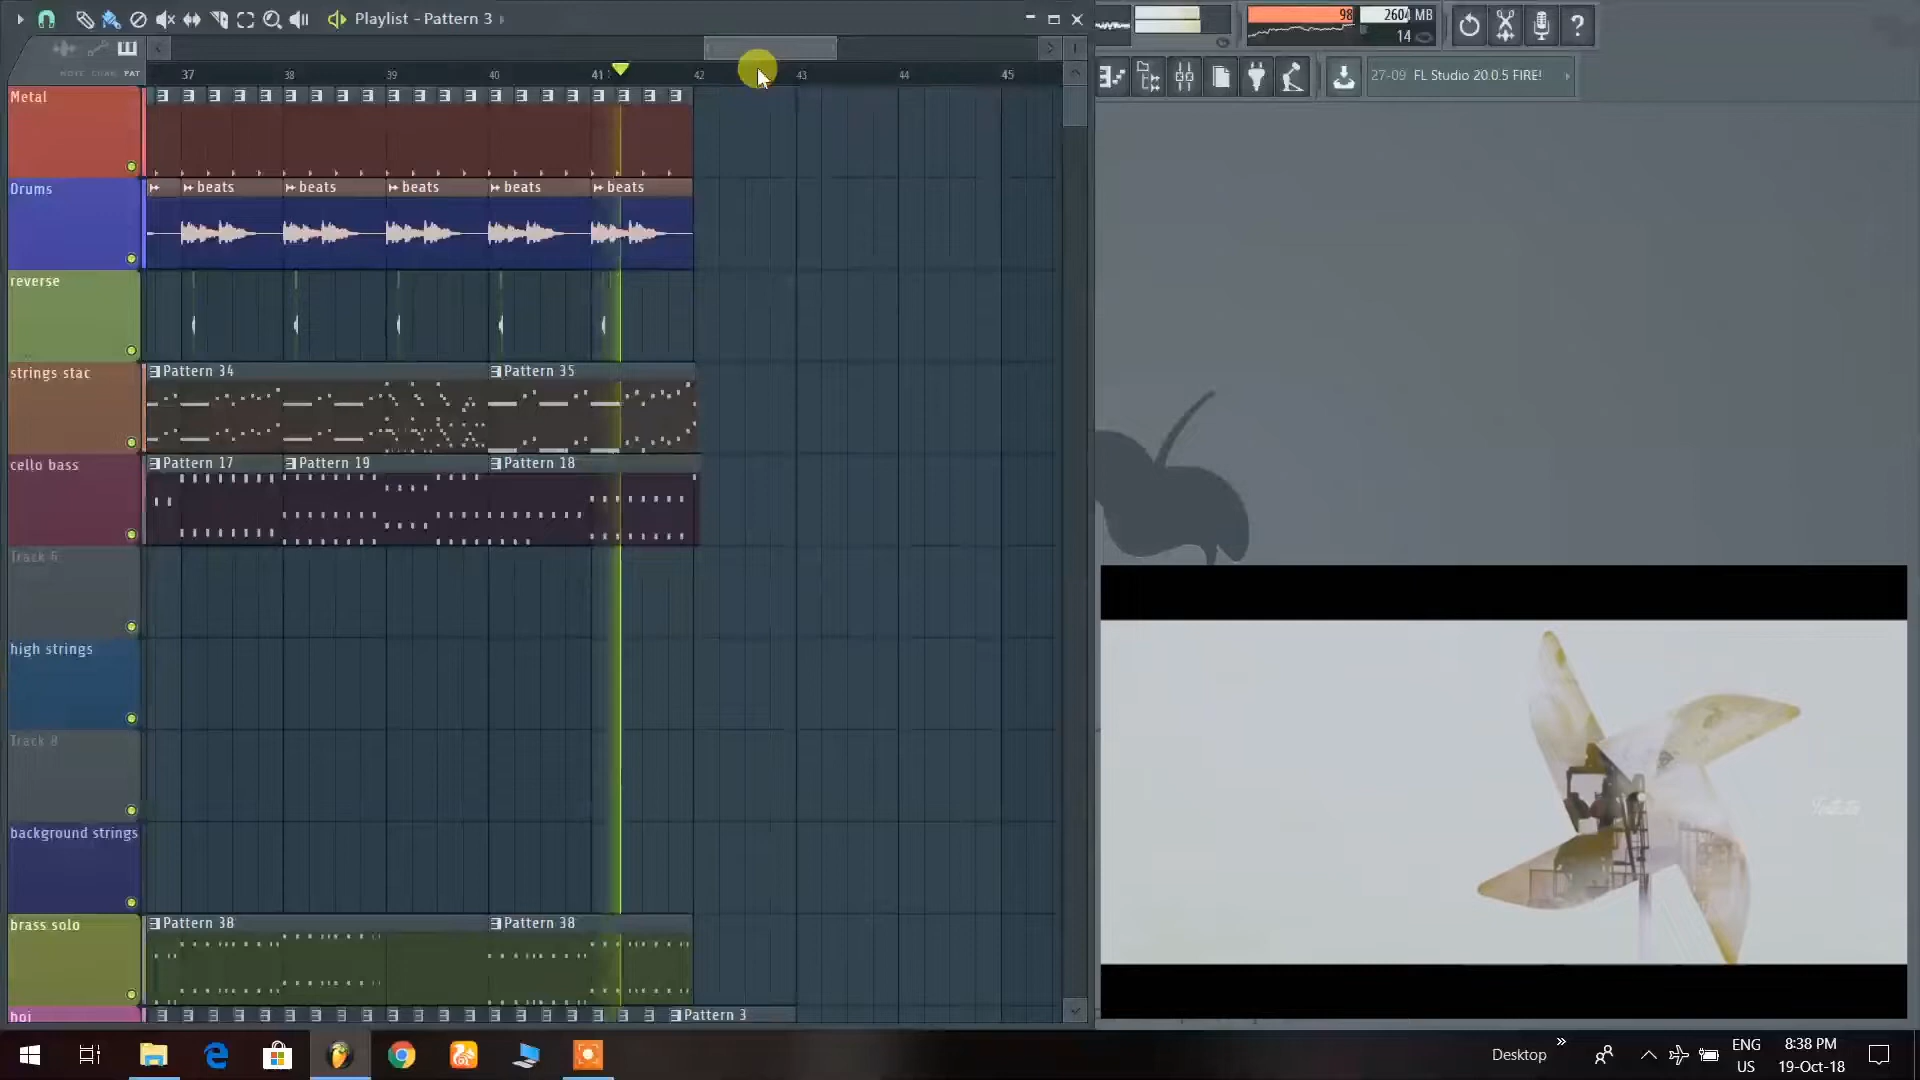 Playlist - Pattern 3
98
2604 MB
14
27-09 FL Studio 20.0.5 FIRE!
PAT
37 38 39 40 41 42 43 44 45
Metal
Drums
beats beats beats beats beats
reverse
strings stac
Pattern 34 Pattern 35
cello bass
Pattern 17 Pattern 19 Pattern 18
Track 6
high strings
Track 8
background strings
brass solo
Pattern 38 Pattern 38
hoi
Pattern 3
Desktop
ENG
US
8:38 PM
19-Oct-18